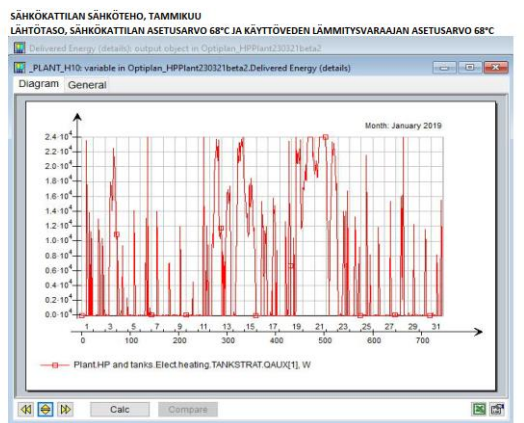 SÄHKÖKATTILAN SÄHKÖTEHO, TAMMIKUU
LÄHTÖTASO, SÄHKÖKATTILAN ASETUSARVO 68°C JA KÄYTTÖVEDEN LÄMMITYSVARAAJAN ASETUSARVO 68°C
Delivered Energy (details): output object in Optiplan_HPPlant230321beta2
_PLANT_H10: variable in Optiplan_HPPlant230321beta2.Delivered Energy (details)
Diagram General
Month: January 2019
2.4·10⁴
2.2·10⁴
2.0·10⁴
1.8·10⁴
1.6·10⁴
1.4·10⁴
1.2·10⁴
1.0·10⁴
0.8·10⁴
0.6·10⁴
0.4·10⁴
0.2·10⁴
0.0·10⁴
1 3 5 7 9 11 13 15 17 19 21 23 25 27 29 31
0 100 200 300 400 500 600 700
Plant.HP and tanks.Elect.heating.TANKSTRAT.QAUX[1], W
Calc Compare